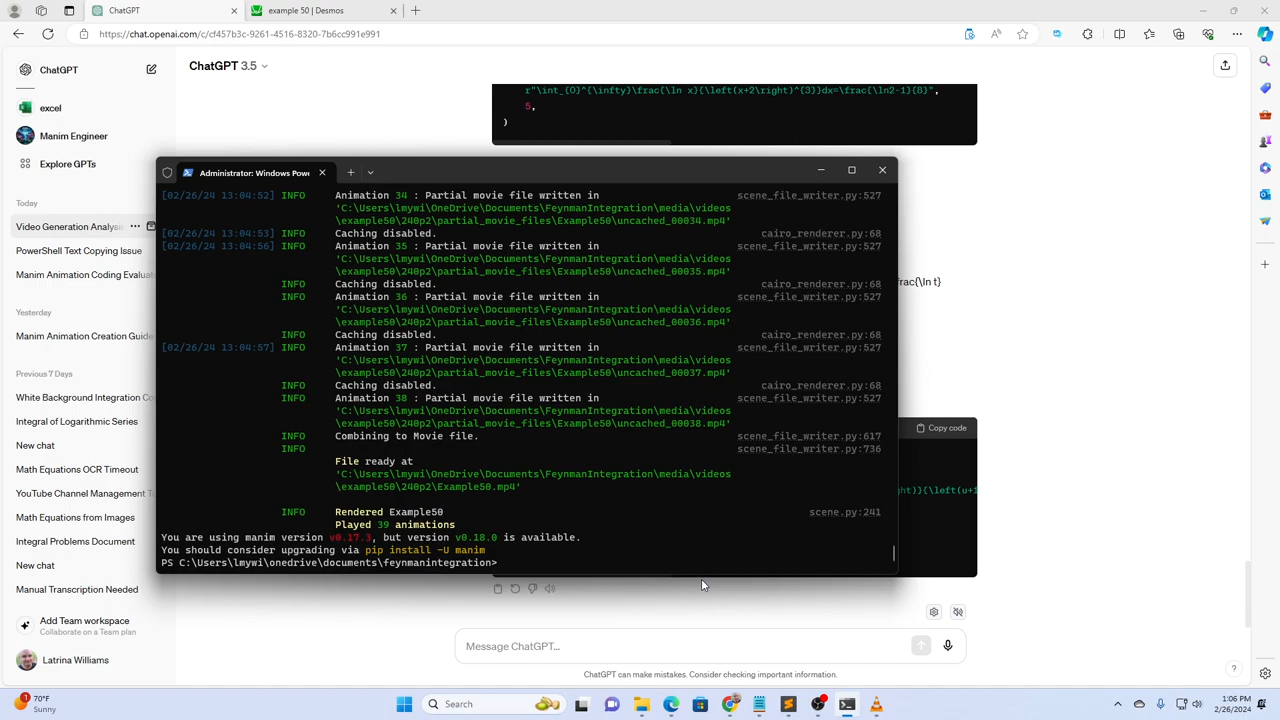 ChatGPT
example 50 | Desmos
https://chat.openai.com/c/cf457b3c-9261-4516-8320-7b6cc991e991
ChatGPT
ChatGPT 3.5
excel
Manim Engineer
Explore GPTs
Today
Video Generation Analysis
PowerShell Text Copying Issue
Manim Animation Coding Evaluat
Yesterday
Manim Animation Creation Guide
Previous 7 Days
White Background Integration Co
Integral of Logarithmic Series
New chat
Math Equations OCR Timeout
YouTube Channel Management T
Math Equations from Images
Integral Problems Document
New chat
Manual Transcription Needed
Add Team workspace
Collaborate on a Team plan
Latrina Williams
r"\int_{0}^{\infty}\frac{\ln x}{\left(x+2\right)^{3}}dx=\frac{\ln2-1}{8}",
5,
)
Administrator: Windows Powe
[02/26/24 13:04:52] INFO Animation 34 : Partial movie file written in scene_file_writer.py:527
'C:\Users\lmywi\OneDrive\Documents\FeynmanIntegration\media\videos
\example50\240p2\partial_movie_files\Example50\uncached_00034.mp4'
[02/26/24 13:04:53] INFO Caching disabled. cairo_renderer.py:68
[02/26/24 13:04:56] INFO Animation 35 : Partial movie file written in scene_file_writer.py:527
'C:\Users\lmywi\OneDrive\Documents\FeynmanIntegration\media\videos
\example50\240p2\partial_movie_files\Example50\uncached_00035.mp4'
INFO Caching disabled. cairo_renderer.py:68
INFO Animation 36 : Partial movie file written in scene_file_writer.py:527
'C:\Users\lmywi\OneDrive\Documents\FeynmanIntegration\media\videos
\example50\240p2\partial_movie_files\Example50\uncached_00036.mp4'
INFO Caching disabled. cairo_renderer.py:68
[02/26/24 13:04:57] INFO Animation 37 : Partial movie file written in scene_file_writer.py:527
'C:\Users\lmywi\OneDrive\Documents\FeynmanIntegration\media\videos
\example50\240p2\partial_movie_files\Example50\uncached_00037.mp4'
INFO Caching disabled. cairo_renderer.py:68
INFO Animation 38 : Partial movie file written in scene_file_writer.py:527
'C:\Users\lmywi\OneDrive\Documents\FeynmanIntegration\media\videos
\example50\240p2\partial_movie_files\Example50\uncached_00038.mp4'
INFO Combining to Movie file. scene_file_writer.py:617
INFO scene_file_writer.py:736
File ready at
'C:\Users\lmywi\OneDrive\Documents\FeynmanIntegration\media\videos
\example50\240p2\Example50.mp4'
INFO Rendered Example50 scene.py:241
Played 39 animations
You are using manim version v0.17.3, but version v0.18.0 is available.
You should consider upgrading via pip install -U manim
PS C:\Users\lmywi\onedrive\documents\feynmanintegration>
frac{\ln t}
Copy code
ght)}{\left(u+1
Message ChatGPT...
ChatGPT can make mistakes. Consider checking important information.
?
1
70°F
Sunny
Search
1:06 PM
2/26/2024